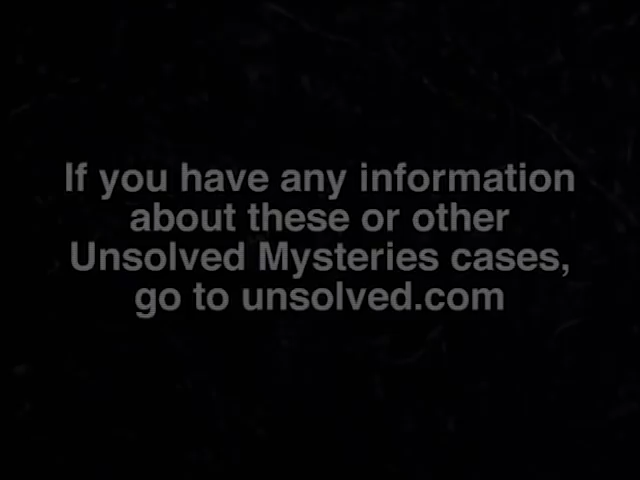 If you have any information
about these or other
Unsolved Mysteries cases,
go to unsolved.com